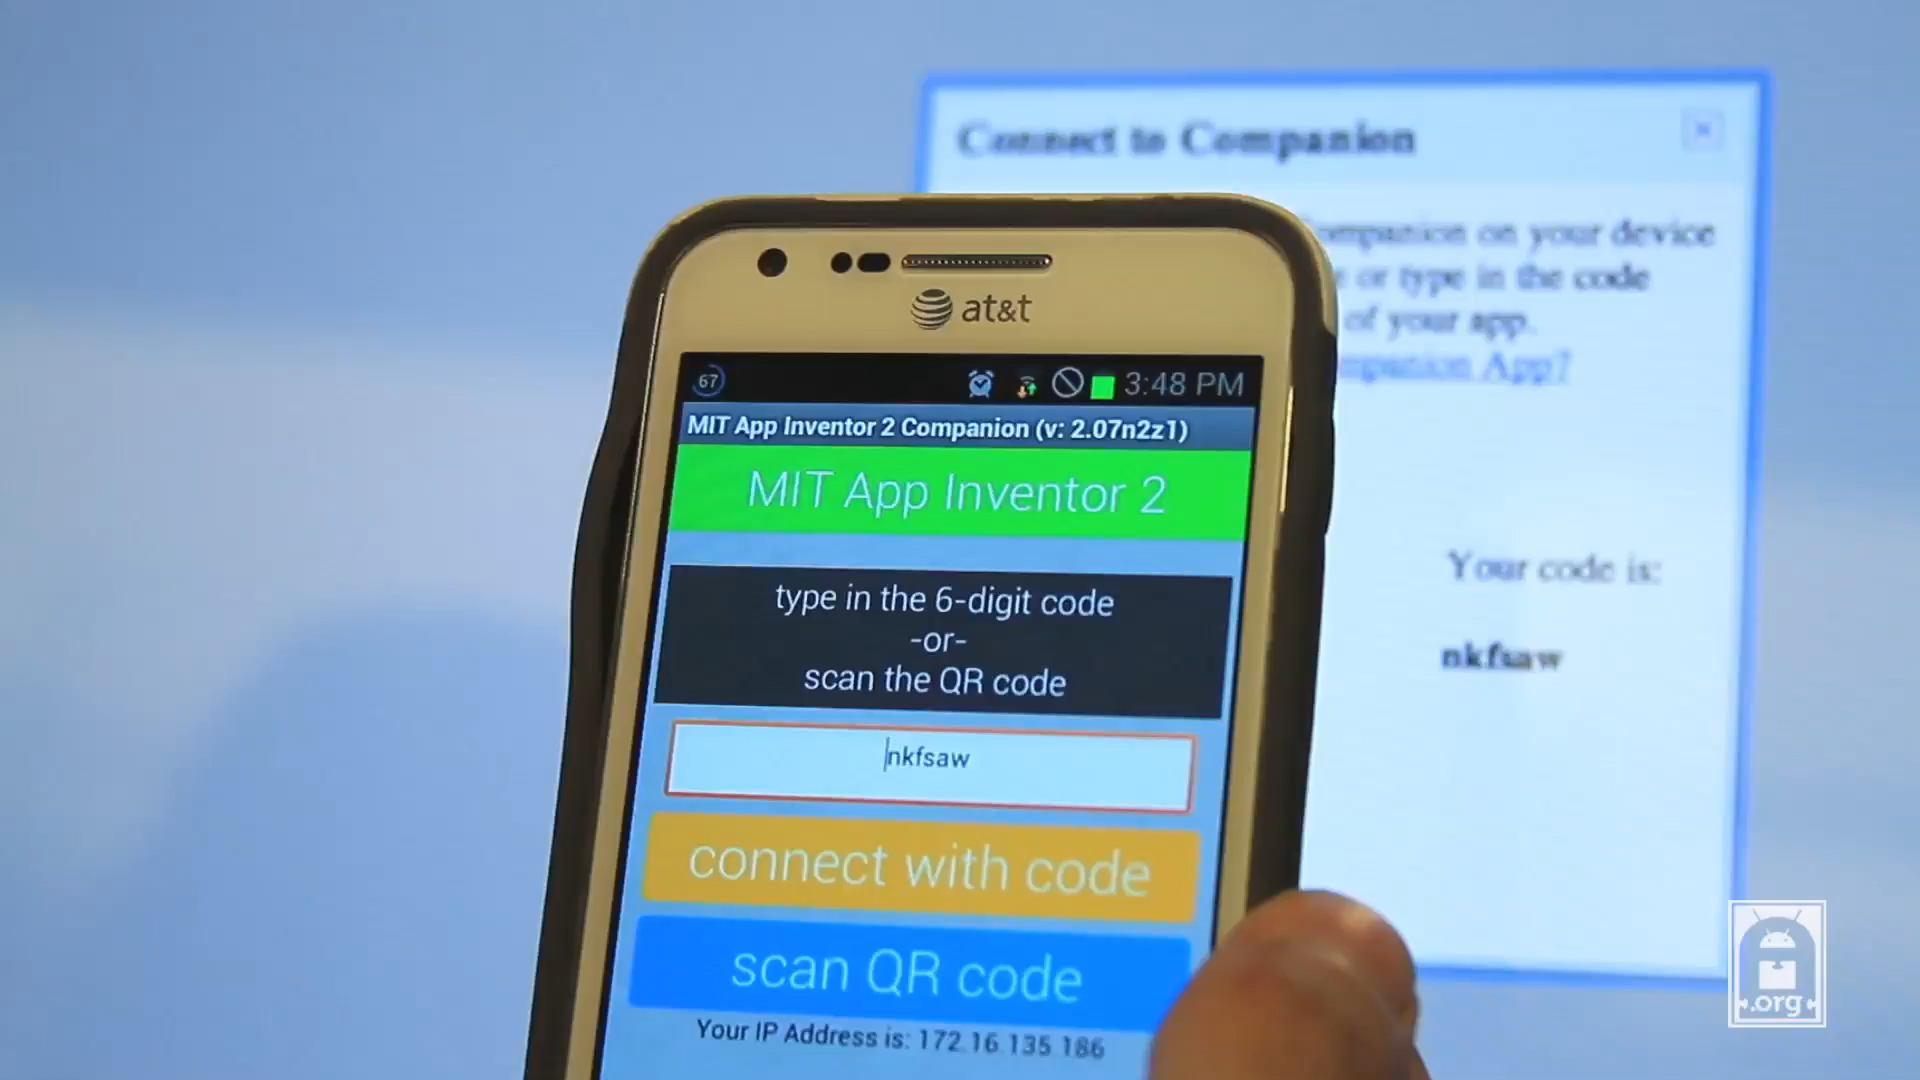 Connect to Companion
ompanion on your device
or type in the code
of your app.
mpanion App?
at&t
67
3:48 PM
MIT App Inventor 2 Companion (v: 2.07n2z1)
MIT App Inventor 2
type in the 6-digit code
-or-
scan the QR code
Your code is:
nkfsaw
nkfsaw
connect with code
scan QR code
Your IP Address is: 172.16.135.186
.org